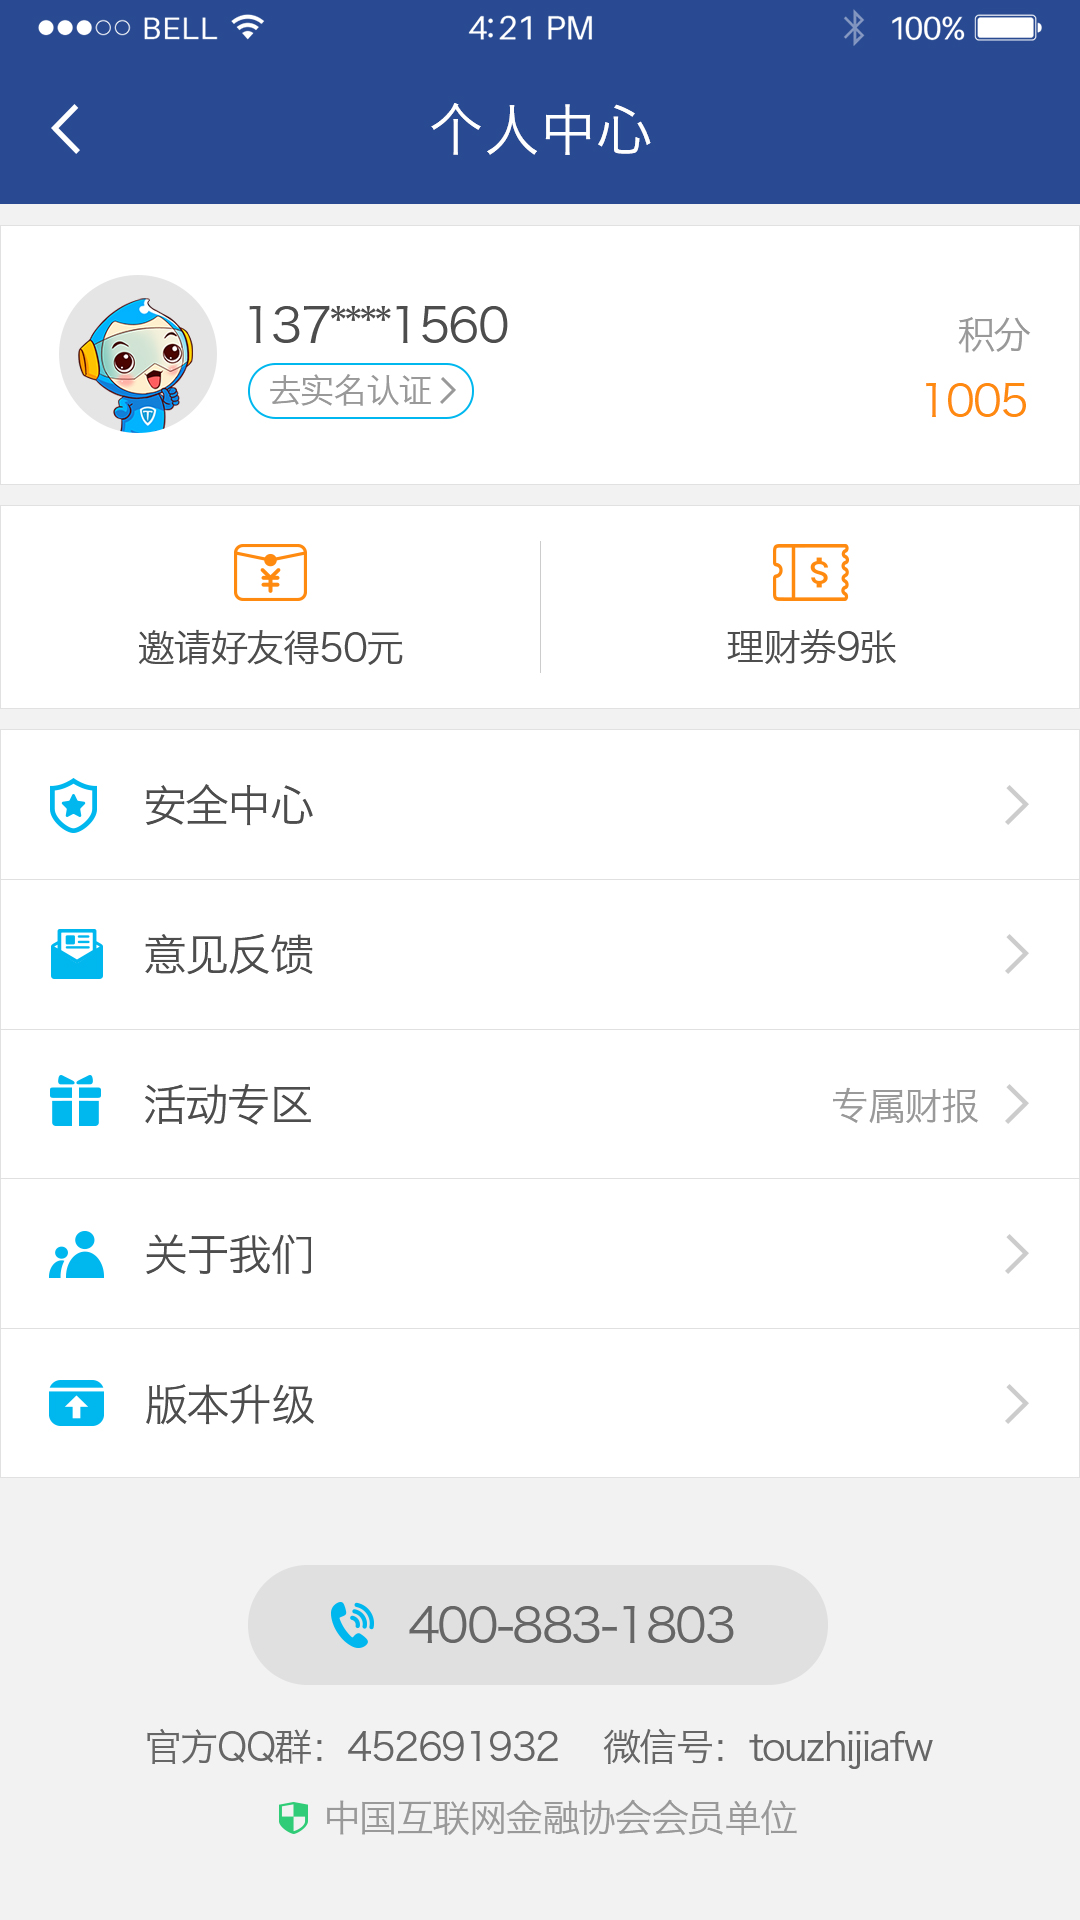 BELL 4:21 PM 100%
个人中心
137****1560
去实名认证
积分
1005
¥ $
邀请好友得50元 理财券9张
安全中心
意见反馈
活动专区 专属财报
关于我们
版本升级
400-883-1803
官方QQ群：452691932 微信号：touzhijiafw
中国互联网金融协会会员单位